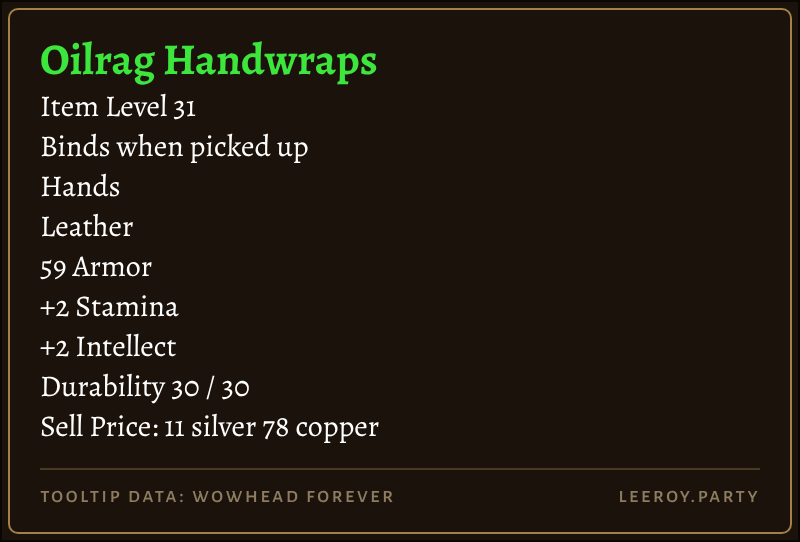 Oilrag Handwraps
Item Level 31
Binds when picked up
Hands
Leather
59 Armor
+2 Stamina
+2 Intellect
Durability 30 / 30
Sell Price: 11 silver 78 copper
TOOLTIP DATA: WOWHEAD FOREVER
LEEROY.PARTY